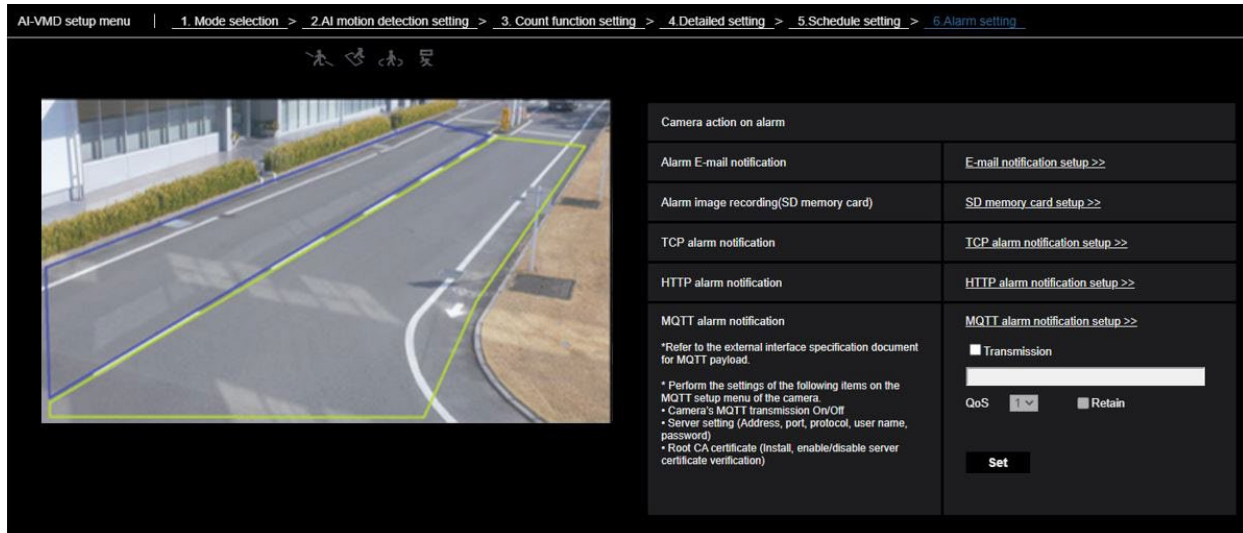 AI-VMD setup menu | 1. Mode selection > 2.AI motion detection setting > 3. Count function setting > 4.Detailed setting > 5.Schedule setting > 6.Alarm setting
Camera action on alarm
Alarm E-mail notification
E-mail notification setup >>
Alarm image recording(SD memory card)
SD memory card setup >>
TCP alarm notification
TCP alarm notification setup >>
HTTP alarm notification
HTTP alarm notification setup >>
MQTT alarm notification
*Refer to the external interface specification document
for MQTT payload.
* Perform the settings of the following items on the
MQTT setup menu of the camera.
• Camera's MQTT transmission On/Off
• Server setting (Address, port, protocol, user name,
password)
• Root CA certificate (Install, enable/disable server
certificate verification)
MQTT alarm notification setup >>
Transmission
QoS 1 Retain
Set